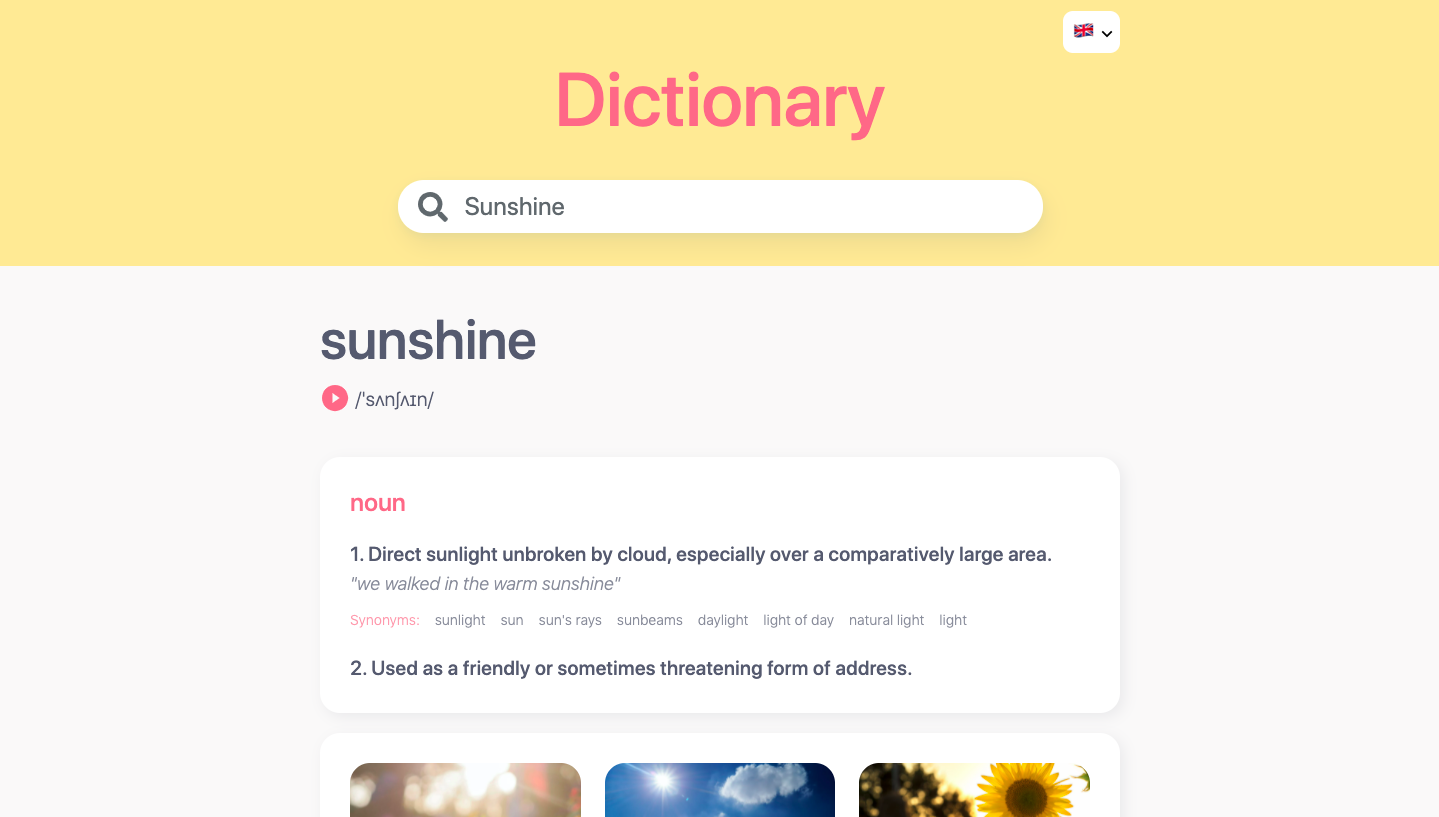 Dictionary
Sunshine
sunshine
/'sʌnʃʌɪn/
noun
1. Direct sunlight unbroken by cloud, especially over a comparatively large area.
"we walked in the warm sunshine"
Synonyms: sunlight sun sun's rays sunbeams daylight light of day natural light light
2. Used as a friendly or sometimes threatening form of address.